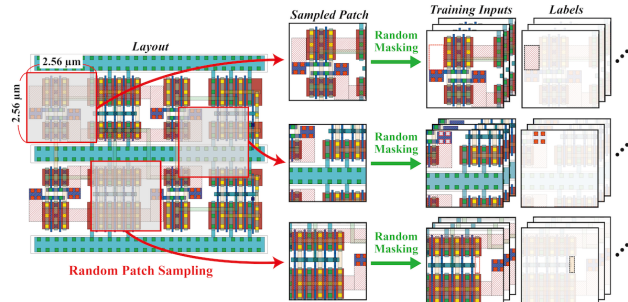 Layout
Sampled Patch
Training Inputs
Labels
2.56 μm
2.56 μm
Random
Masking
Random
Masking
Random
Masking
Random Patch Sampling